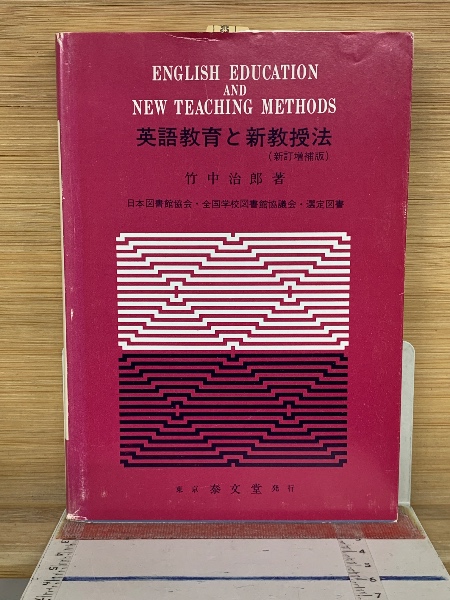 ENGLISH EDUCATION
AND
NEW TEACHING METHODS
英語教育と新教授法
(新訂増補版)
竹中治郎著
日本図書館協会・全国学校図書館協議会・選定図書
東京 泰文堂 発行